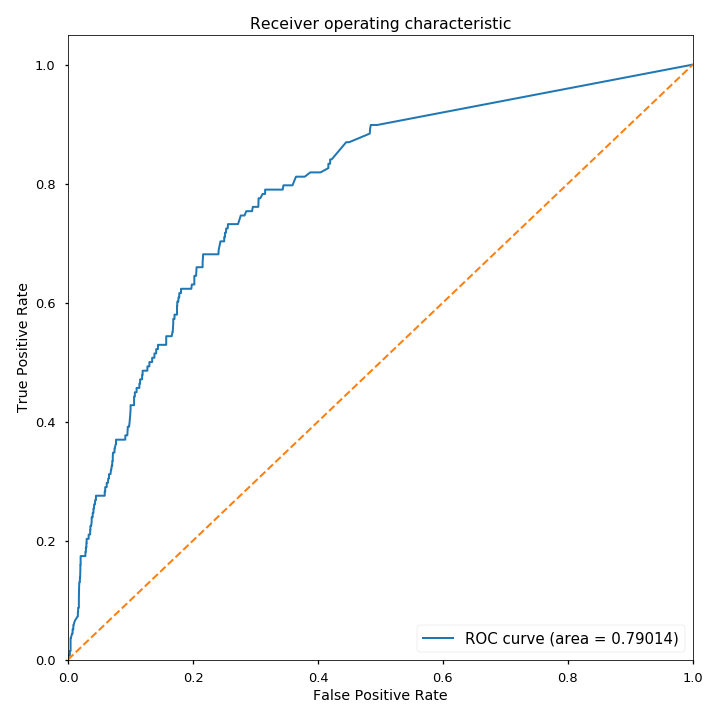 Receiver operating characteristic
1.0
0.8
0.6
0.4
0.2
0.0
True Positive Rate
ROC curve (area = 0.79014)
0.0 0.2 0.4 0.6 0.8 1.0
False Positive Rate